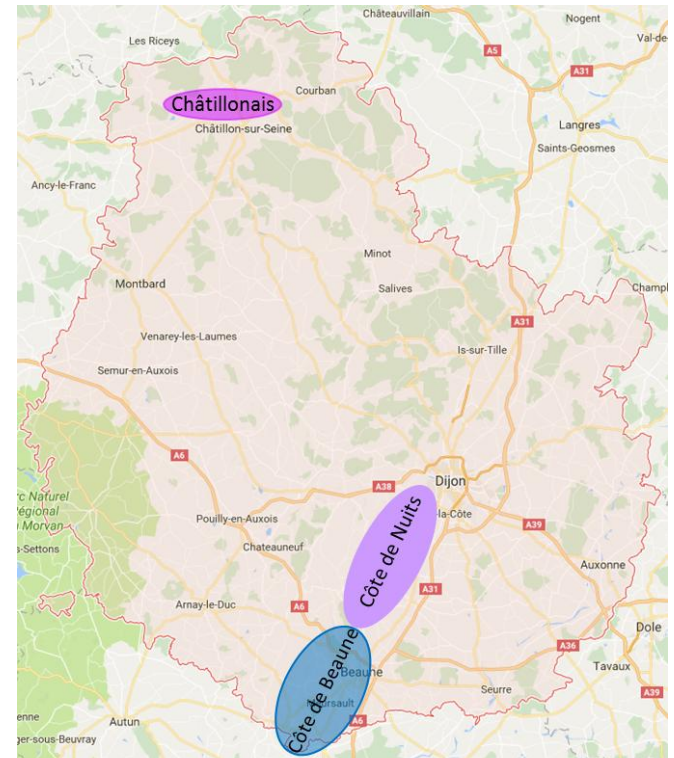 Châteauvillain
Nogent
Les Riceys
A5
Val-de-
A31
Châtillonais
Courban
Châtillon-sur-Seine
Langres
Saints-Geosmes
Ancy-le-Franc
Minot
Montbard
Salives
Champl
A31
Venarey-les-Laumes
Is-sur-Tille
Semur-en-Auxois
A6
Dijon
A38
rc Naturel
Régional
Morvan
Côte de Nuits
-la-Côte
Pouilly-en-Auxois
A39
s-Settons
Chateauneuf
Auxonne
A31
Arnay-le-Duc
A6
Dole
Côte de Beaune
A36
Beaune
Tavaux
Seurre
A39
Meursault
enne
Autun
A6
ger-sous-Beuvray